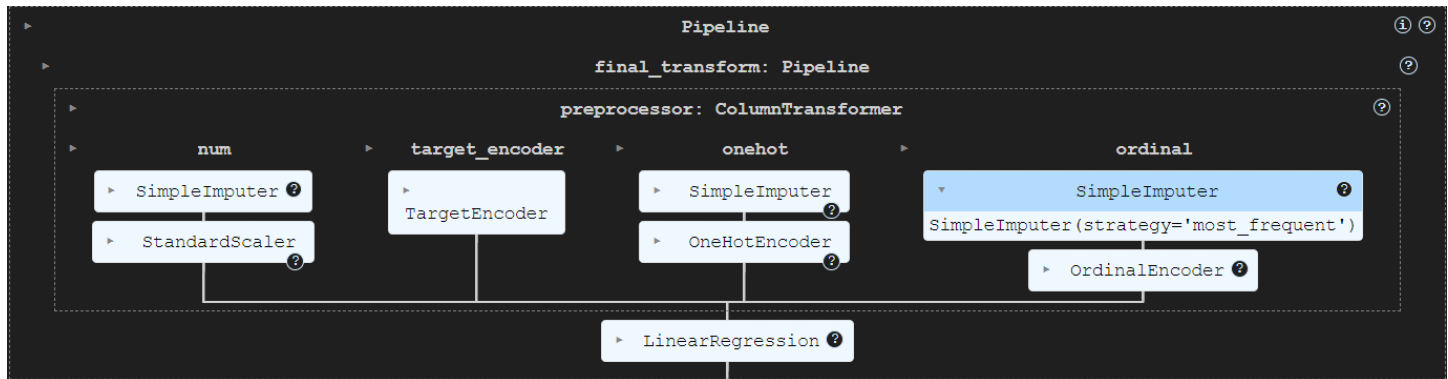 Pipeline
final_transform: Pipeline
preprocessor: ColumnTransformer
num target_encoder onehot ordinal
SimpleImputer ? SimpleImputer ? SimpleImputer ?
TargetEncoder
SimpleImputer(strategy='most_frequent')
StandardScaler ? OneHotEncoder ?
OrdinalEncoder ?
LinearRegression ?